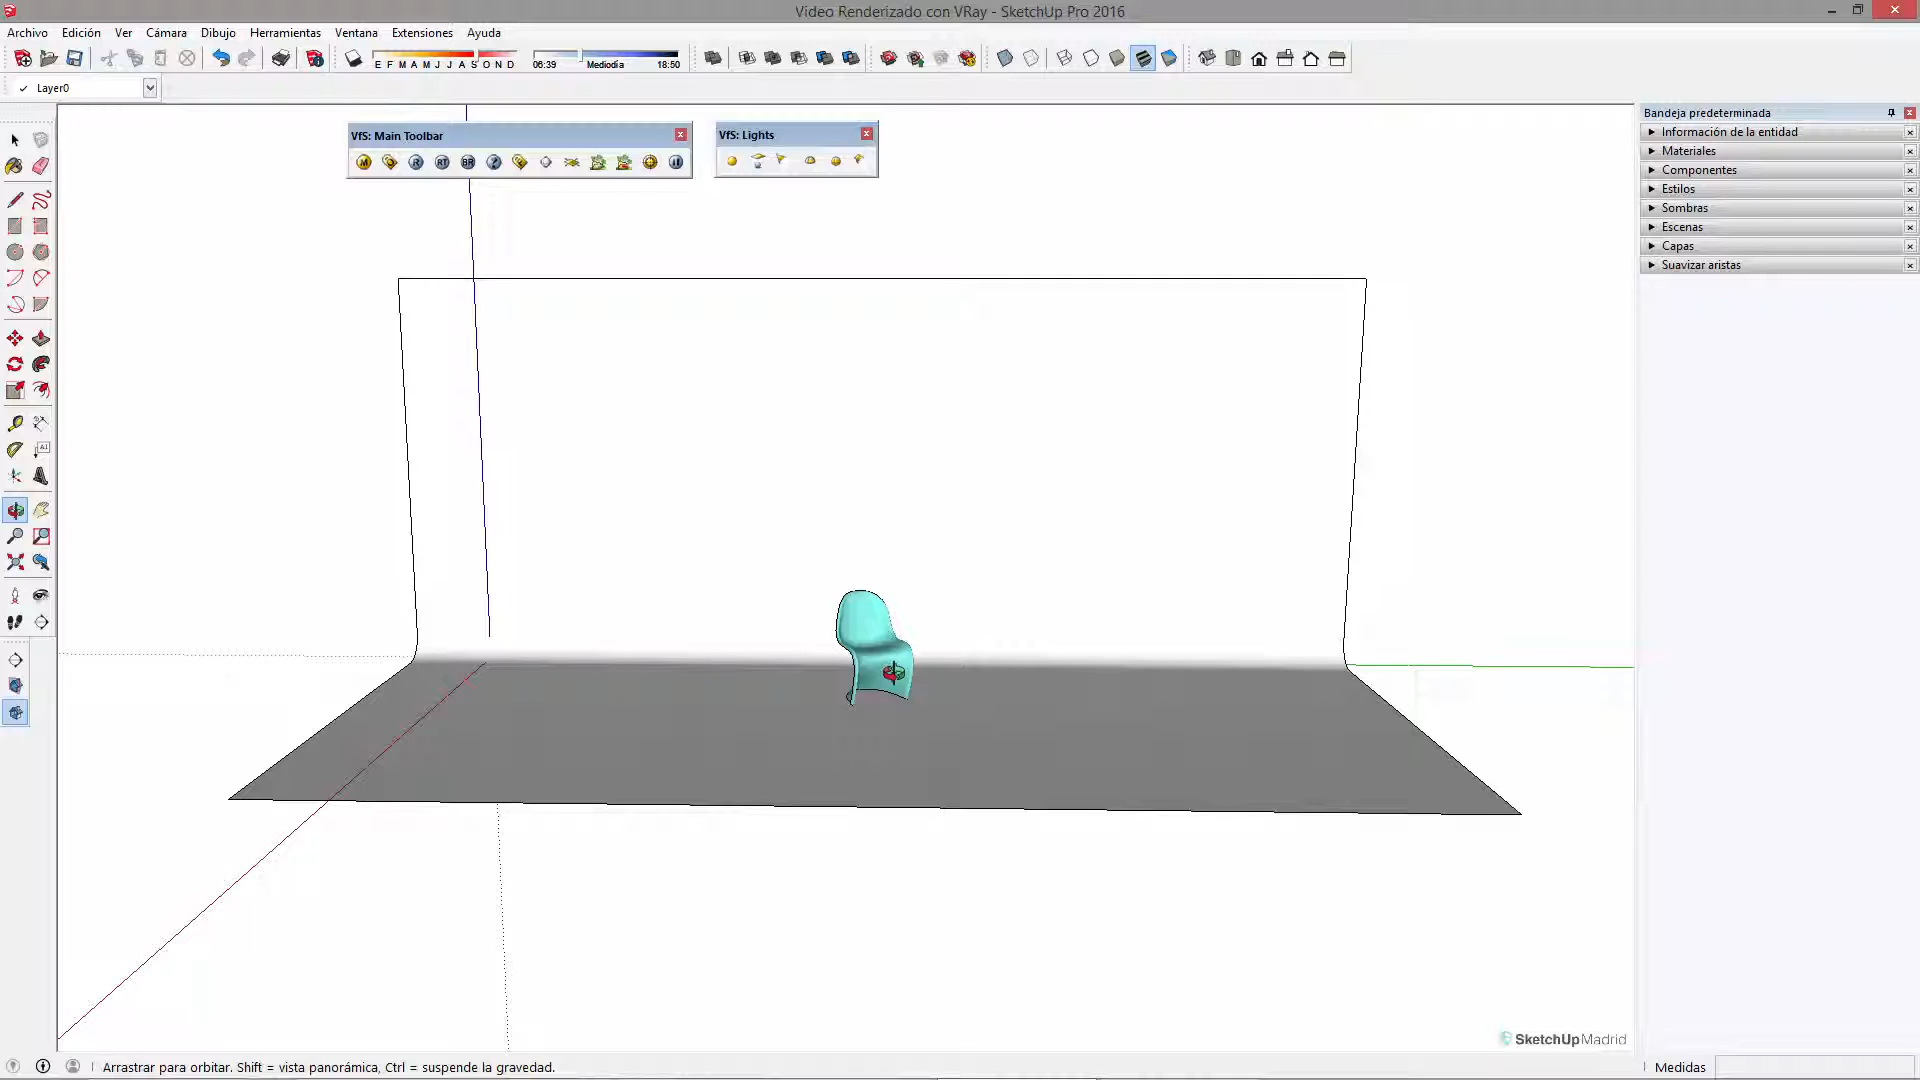 Video Renderizado con VRay - SketchUp Pro 2016
Archivo Edición Ver Cámara Dibujo Herramientas Ventana Extensiones Ayuda
E F M A M J J A S O N D
06:39 Mediodía 18:50
Layer0
VfS: Main Toolbar
VfS: Lights
M R RT BR
Bandeja predeterminada
Información de la entidad
Materiales
Componentes
Estilos
Sombras
Escenas
Capas
Suavizar aristas
SketchUpMadrid
Arrastrar para orbitar. Shift = vista panorámica, Ctrl = suspende la gravedad.
Medidas